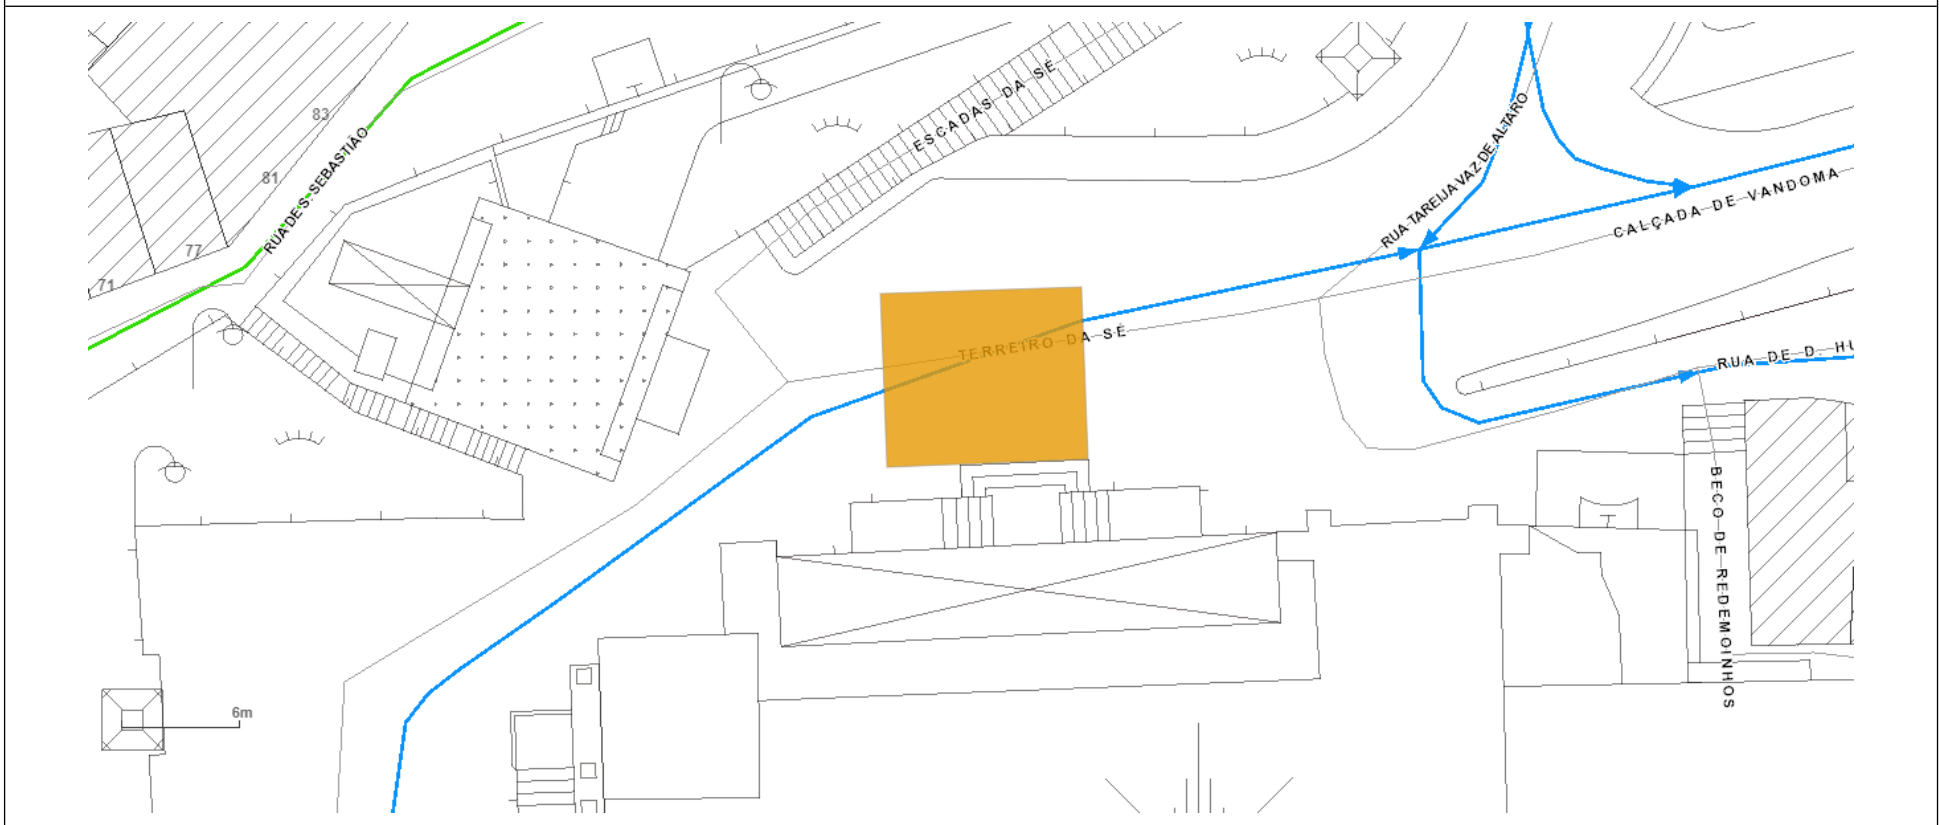 83
81
77
71
RUA DE S. SEBASTIÃO
ESCADAS DA SÉ
RUA TAREIJA VAZ DE ALTARO
CALÇADA DE VANDOMA
TERREIRO DA SÉ
RUA DE D. HU
BECO DE REDEMOINHOS
6m